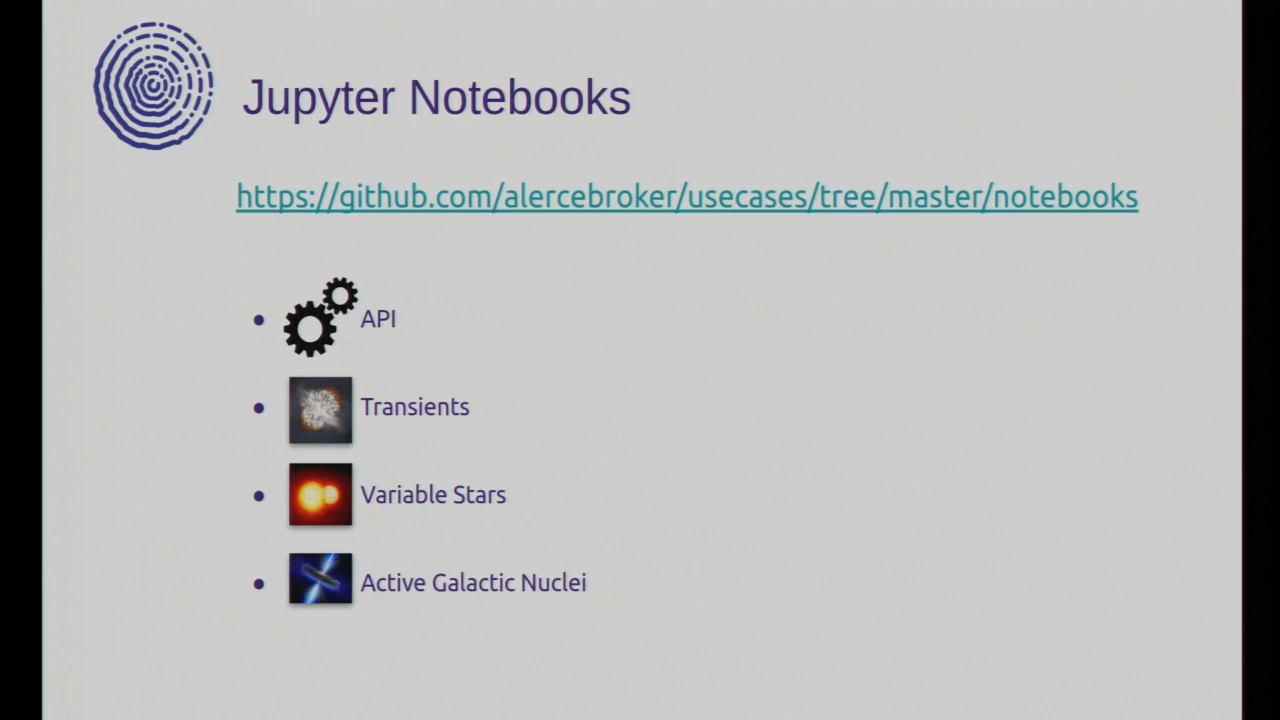 Jupyter Notebooks
https://github.com/alercebroker/usecases/tree/master/notebooks
API
Transients
Variable Stars
Active Galactic Nuclei